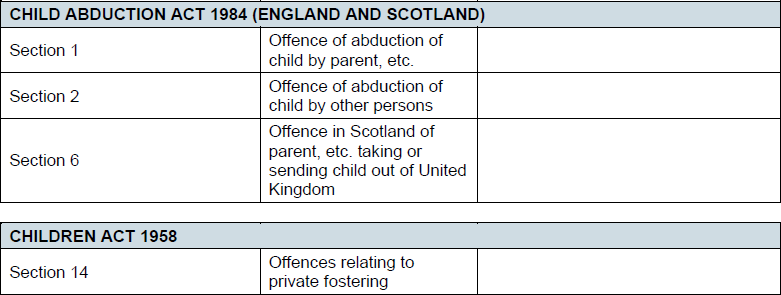 CHILD ABDUCTION ACT 1984 (ENGLAND AND SCOTLAND)
Section 1
Offence of abduction of
child by parent, etc.
Section 2
Offence of abduction of
child by other persons
Section 6
Offence in Scotland of
parent, etc. taking or
sending child out of United
Kingdom
CHILDREN ACT 1958
Section 14
Offences relating to
private fostering